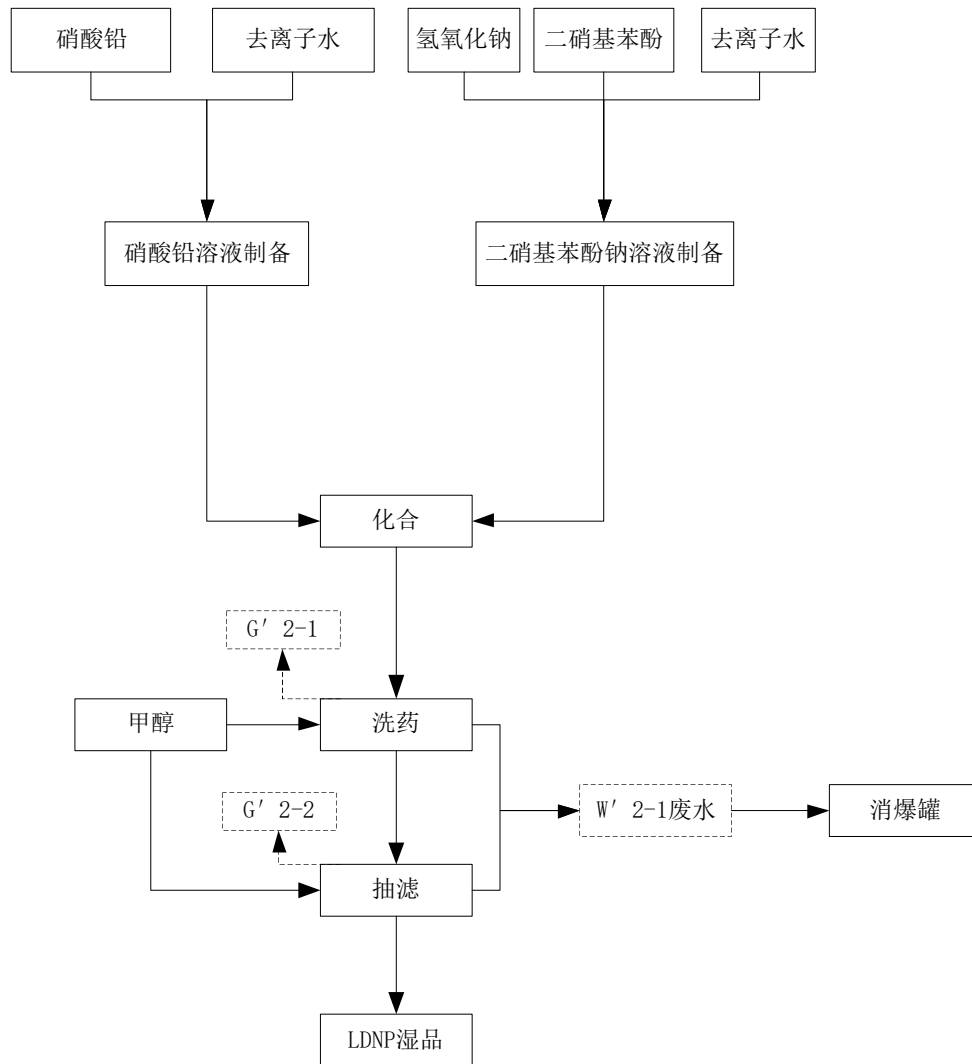 硝酸铅
去离子水
氢氧化钠
二硝基苯酚
去离子水
硝酸铅溶液制备
二硝基苯酚钠溶液制备
化合
G′2-1
甲醇
洗药
G′2-2
W′2-1废水
消爆罐
抽滤
LDNP湿品